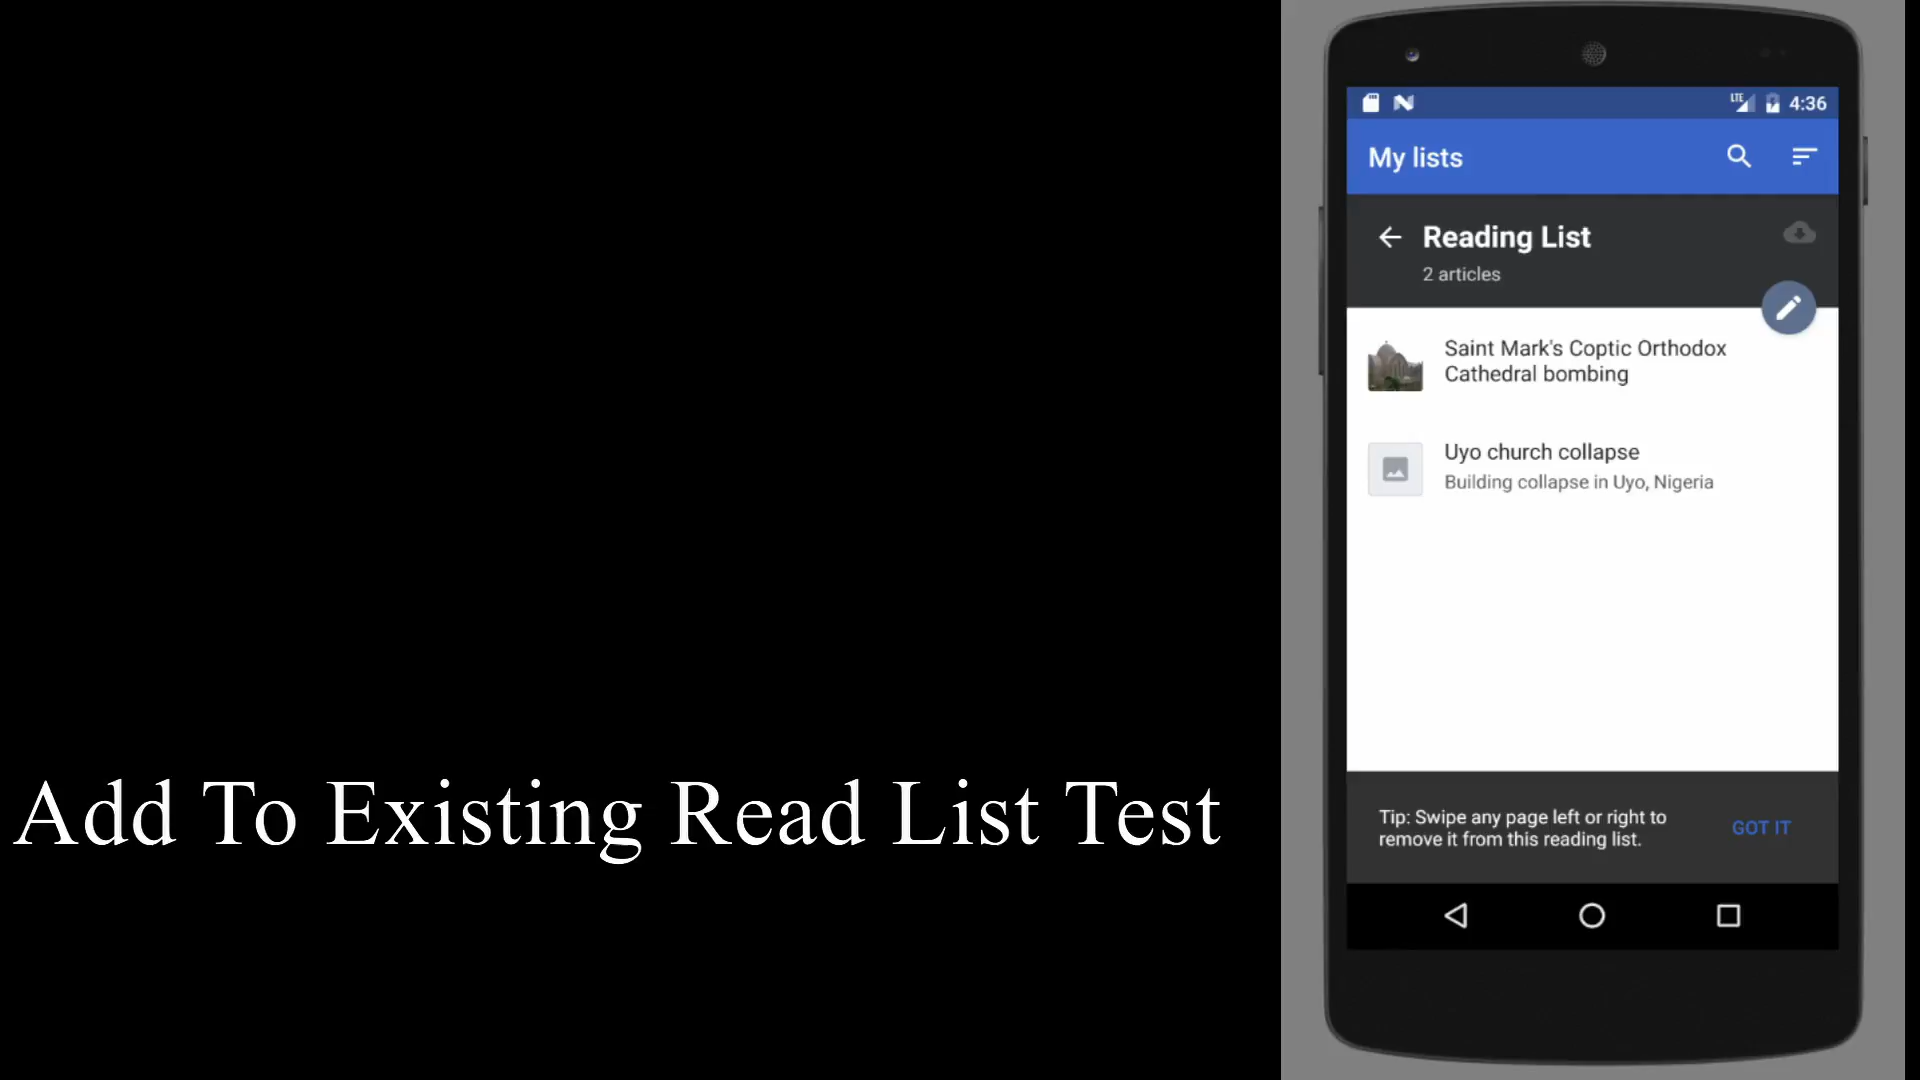 LTE 4:36
My lists
Reading List
2 articles
Saint Mark's Coptic Orthodox
Cathedral bombing
Uyo church collapse
Building collapse in Uyo, Nigeria
Tip: Swipe any page left or right to
remove it from this reading list.
GOT IT
Add To Existing Read List Test